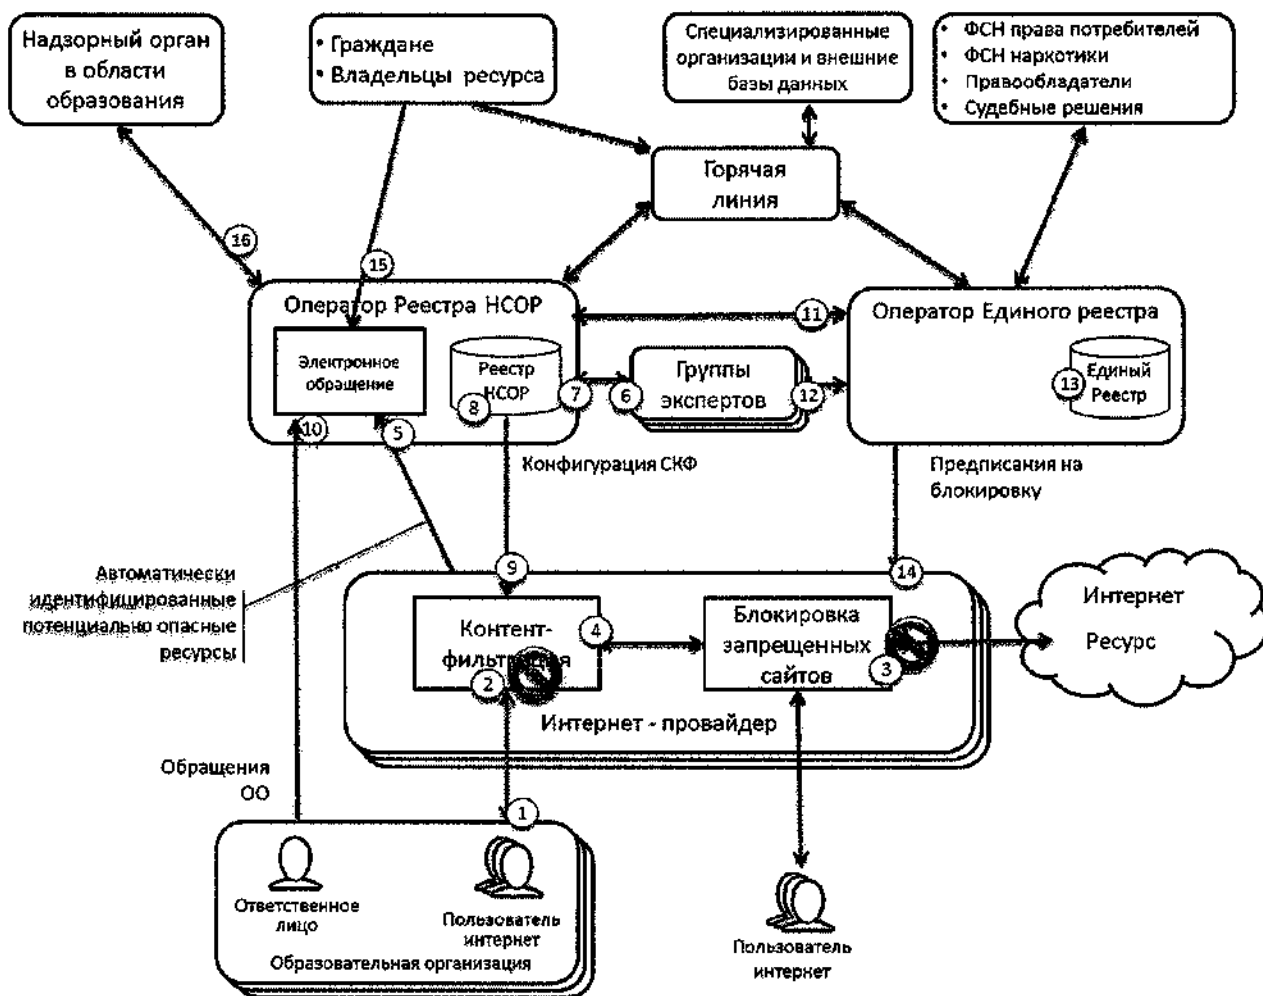 Надзорный орган
в области
образования
• Граждане
• Владельцы ресурса
Специализированные
организации и внешние
базы данных
• ФСН права потребителей
• ФСН наркотики
• Правообладатели
• Судебные решения
Горячая
линия
16
15
Оператор Реестра НСОР
11
Оператор Единого реестра
Электронное
обращение
Реестр
НСОР
8
7
6
Группы
экспертов
12
13
Единый
Реестр
10
5
Конфигурация СКФ
Предписания на
блокировку
Автоматически
идентифицированные
потенциально опасные
ресурсы
9
14
Контент-
фильтрация
4
2
Блокировка
запрещенных
сайтов
3
Интернет
Ресурс
Интернет - провайдер
Обращения
ОО
1
Ответственное
лицо
Пользователь
интернет
Образовательная организация
Пользователь
интернет